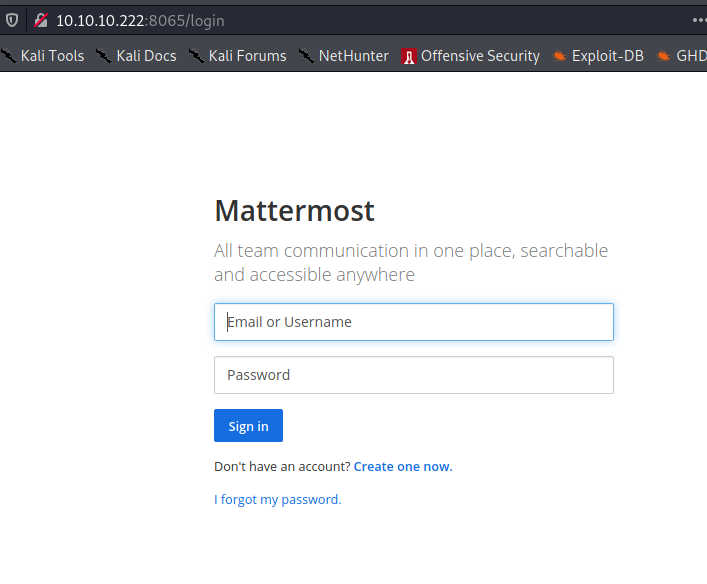 10.10.10.222:8065/login
Kali Tools Kali Docs Kali Forums NetHunter Offensive Security Exploit-DB GHD
Mattermost
All team communication in one place, searchable
and accessible anywhere
Email or Username
Password
Sign in
Don't have an account? Create one now.
I forgot my password.